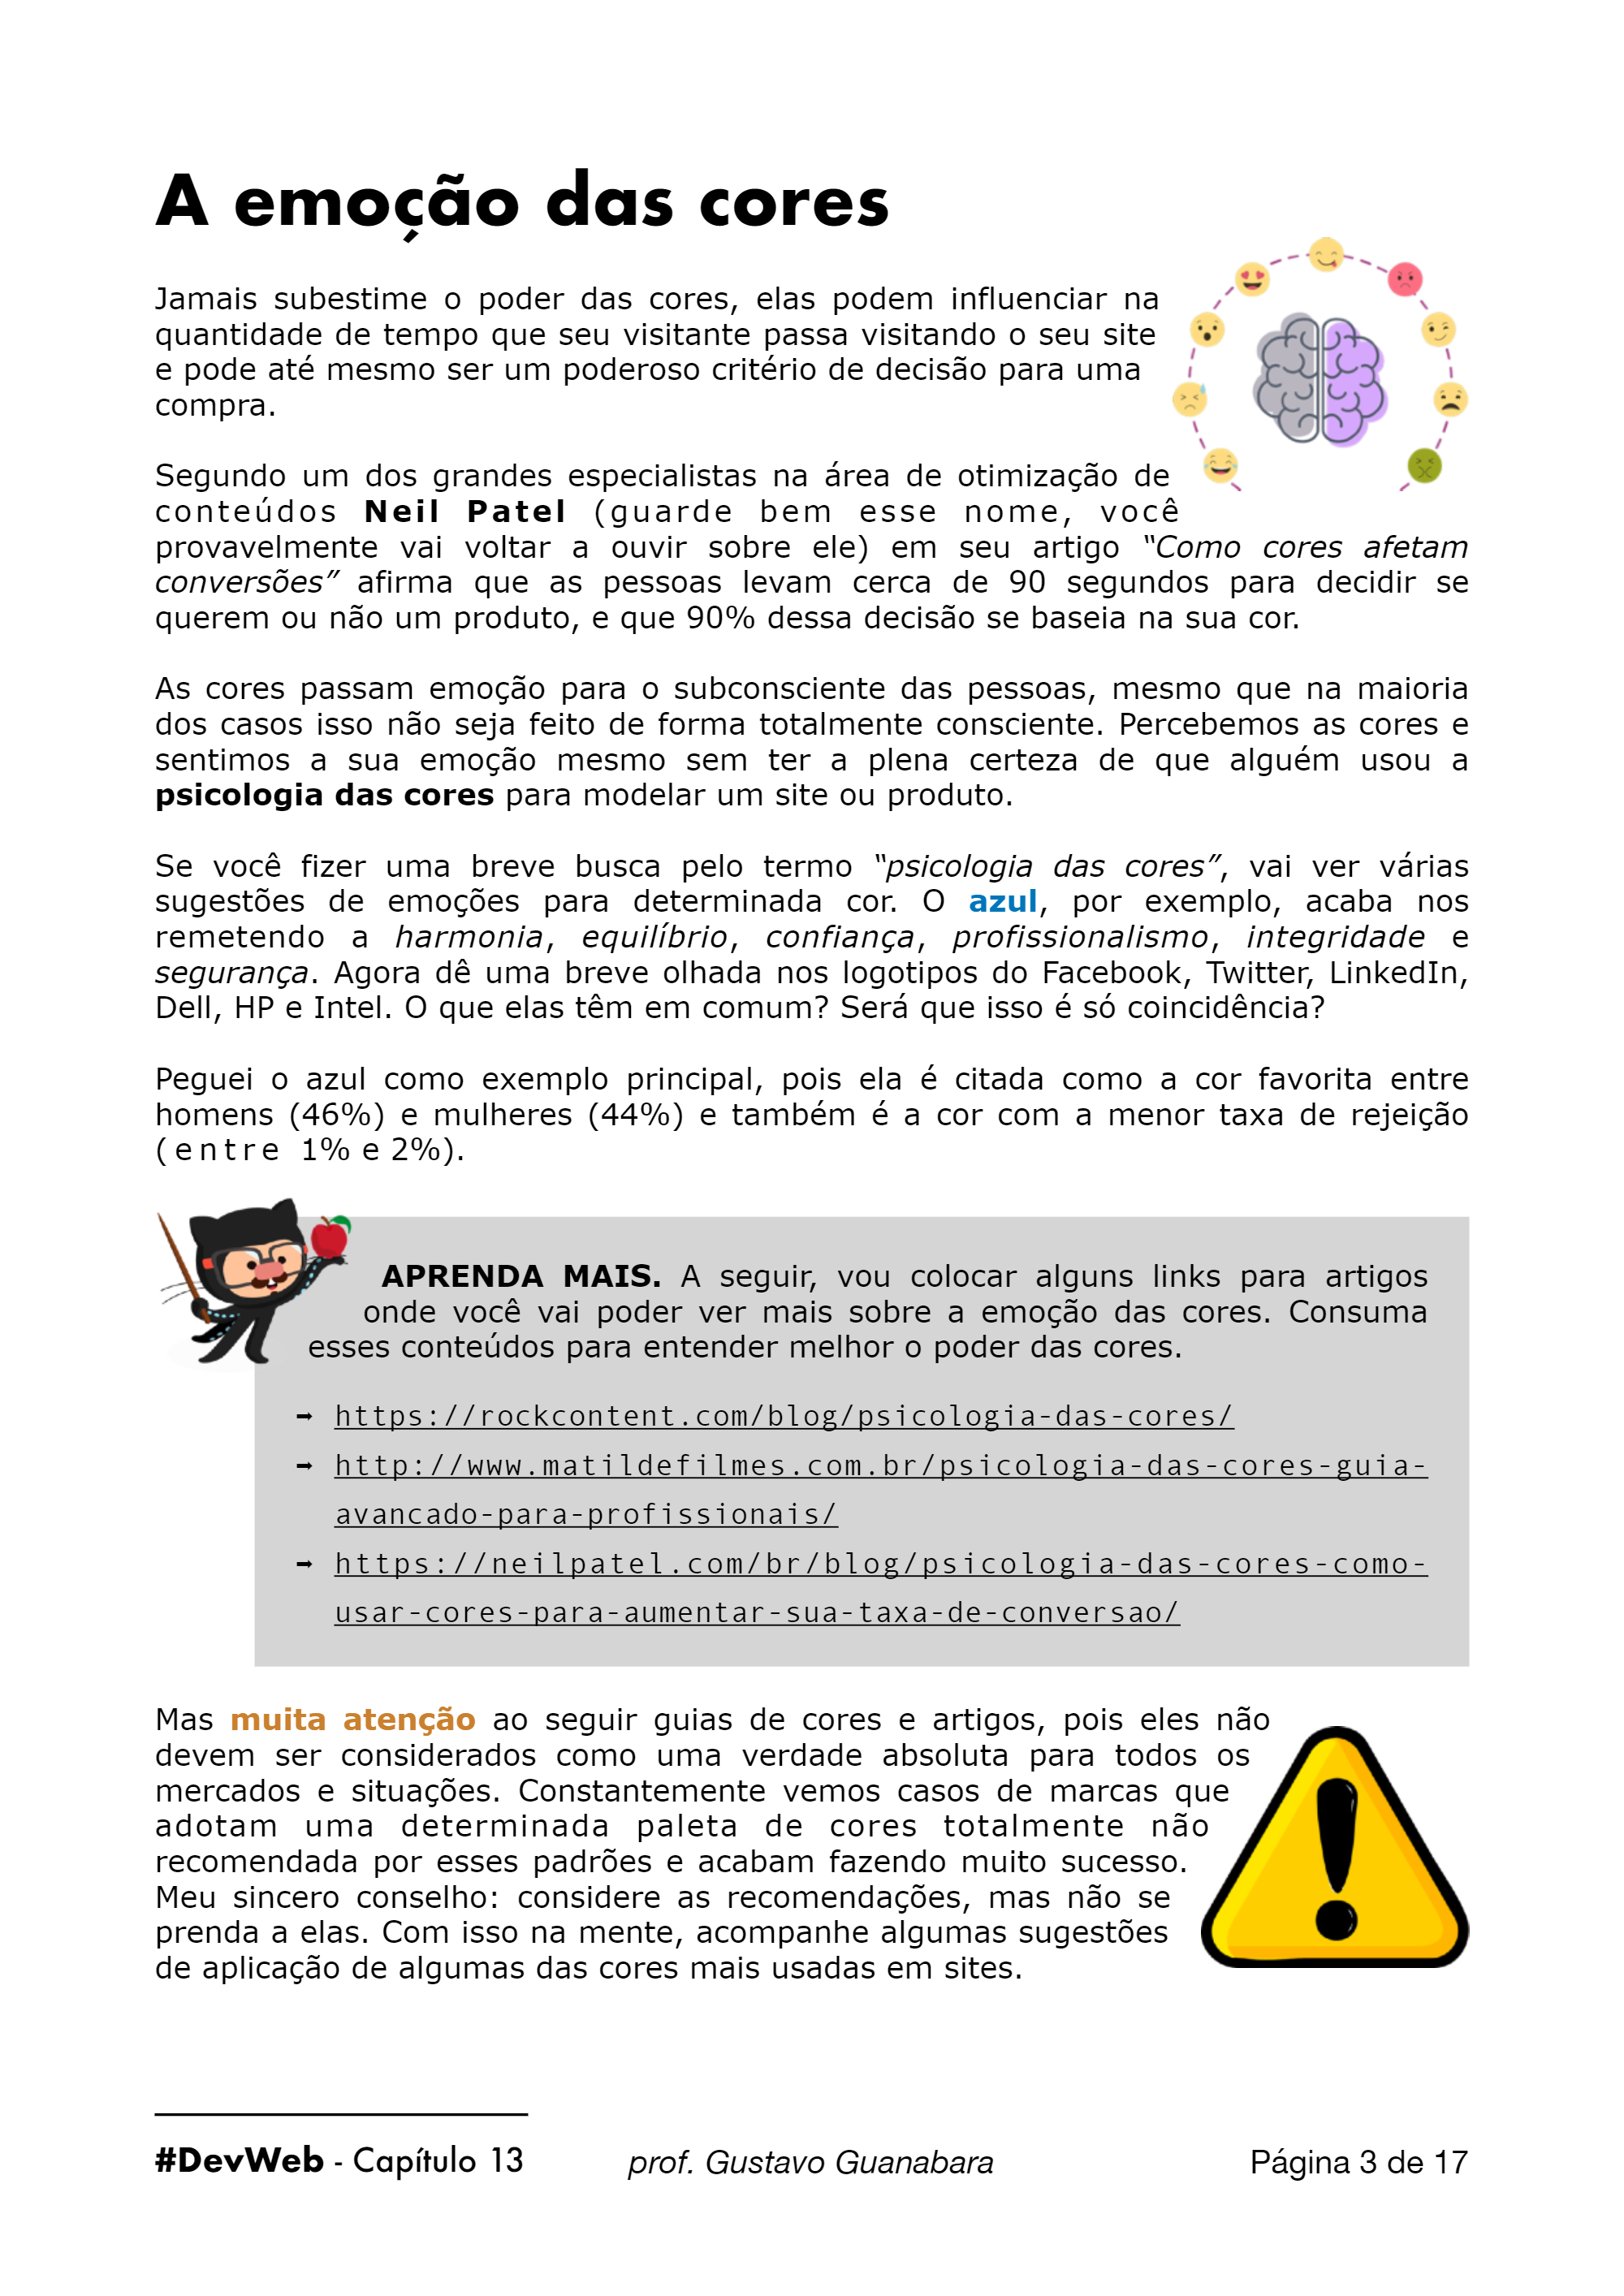 A emoção das cores
Jamais subestime o poder das cores, elas podem influenciar na
quantidade de tempo que seu visitante passa visitando o seu site
e pode até mesmo ser um poderoso critério de decisão para uma
compra.
Segundo um dos grandes especialistas na área de otimização de
conteúdos Neil Patel (guarde bem esse nome, você
provavelmente vai voltar a ouvir sobre ele) em seu artigo “Como cores afetam
conversões” afirma que as pessoas levam cerca de 90 segundos para decidir se
querem ou não um produto, e que 90% dessa decisão se baseia na sua cor.
As cores passam emoção para o subconsciente das pessoas, mesmo que na maioria
dos casos isso não seja feito de forma totalmente consciente. Percebemos as cores e
sentimos a sua emoção mesmo sem ter a plena certeza de que alguém usou a
psicologia das cores para modelar um site ou produto.
Se você fizer uma breve busca pelo termo “psicologia das cores”, vai ver várias
sugestões de emoções para determinada cor. O azul, por exemplo, acaba nos
remetendo a harmonia, equilíbrio, confiança, profissionalismo, integridade e
segurança. Agora dê uma breve olhada nos logotipos do Facebook, Twitter, LinkedIn,
Dell, HP e Intel. O que elas têm em comum? Será que isso é só coincidência?
Peguei o azul como exemplo principal, pois ela é citada como a cor favorita entre
homens (46%) e mulheres (44%) e também é a cor com a menor taxa de rejeição
(entre 1% e 2%).
APRENDA MAIS. A seguir, vou colocar alguns links para artigos
onde você vai poder ver mais sobre a emoção das cores. Consuma
esses conteúdos para entender melhor o poder das cores.
➡ https://rockcontent.com/blog/psicologia-das-cores/
➡ http://www.matildefilmes.com.br/psicologia-das-cores-guia-
avancado-para-profissionais/
➡ https://neilpatel.com/br/blog/psicologia-das-cores-como-
usar-cores-para-aumentar-sua-taxa-de-conversao/
Mas muita atenção ao seguir guias de cores e artigos, pois eles não
devem ser considerados como uma verdade absoluta para todos os
mercados e situações. Constantemente vemos casos de marcas que
adotam uma determinada paleta de cores totalmente não
recomendada por esses padrões e acabam fazendo muito sucesso.
Meu sincero conselho: considere as recomendações, mas não se
prenda a elas. Com isso na mente, acompanhe algumas sugestões
de aplicação de algumas das cores mais usadas em sites.
#DevWeb - Capítulo 13 prof. Gustavo Guanabara Página 3 de 17